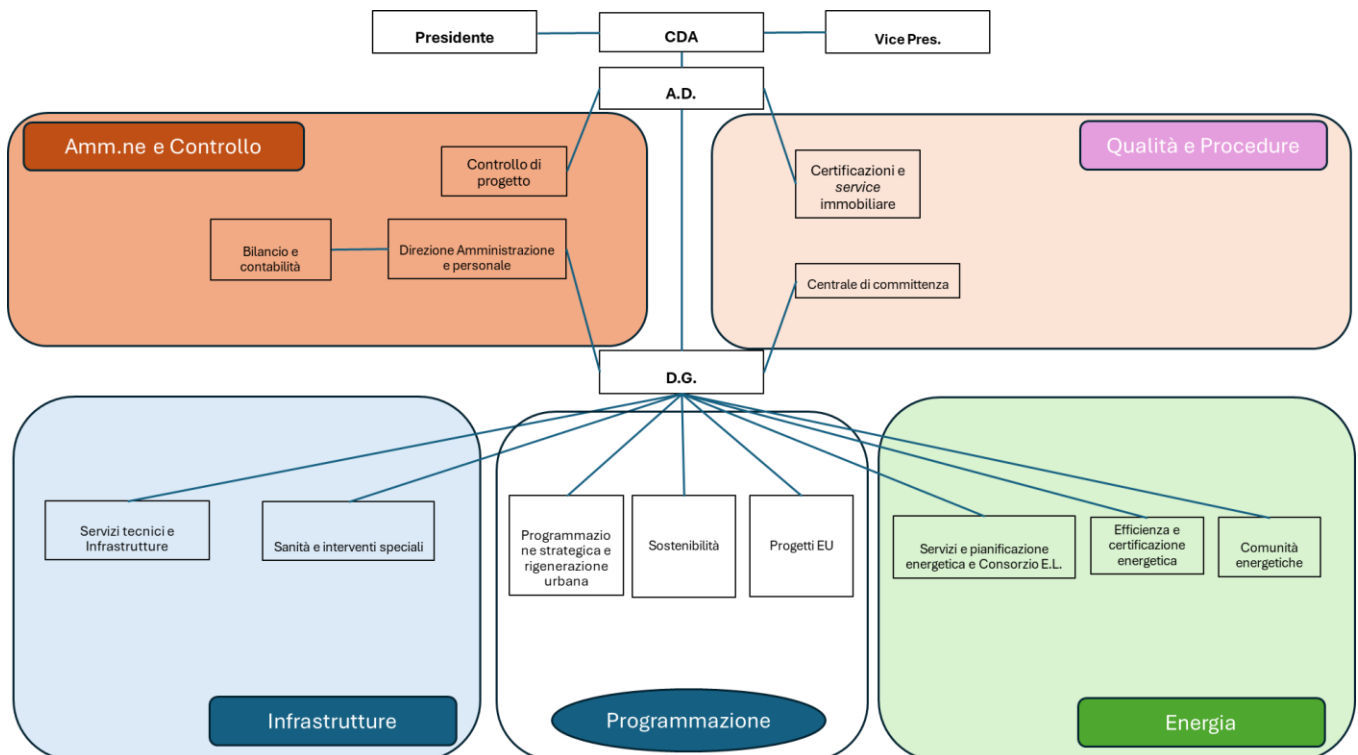 Presidente
CDA
Vice Pres.
A.D.
Amm.ne e Controllo
Qualità e Procedure
Controllo di
progetto
Certificazioni e
service
immobiliare
Bilancio e
contabilità
Direzione Amministrazione
e personale
Centrale di committenza
D.G.
Servizi tecnici e
Infrastrutture
Sanità e interventi speciali
Programmazio
ne strategica e
rigenerazione
urbana
Sostenibilità
Progetti EU
Servizi e pianificazione
energetica e Consorzio E.L.
Efficienza e
certificazione
energetica
Comunità
energetiche
Infrastrutture
Programmazione
Energia